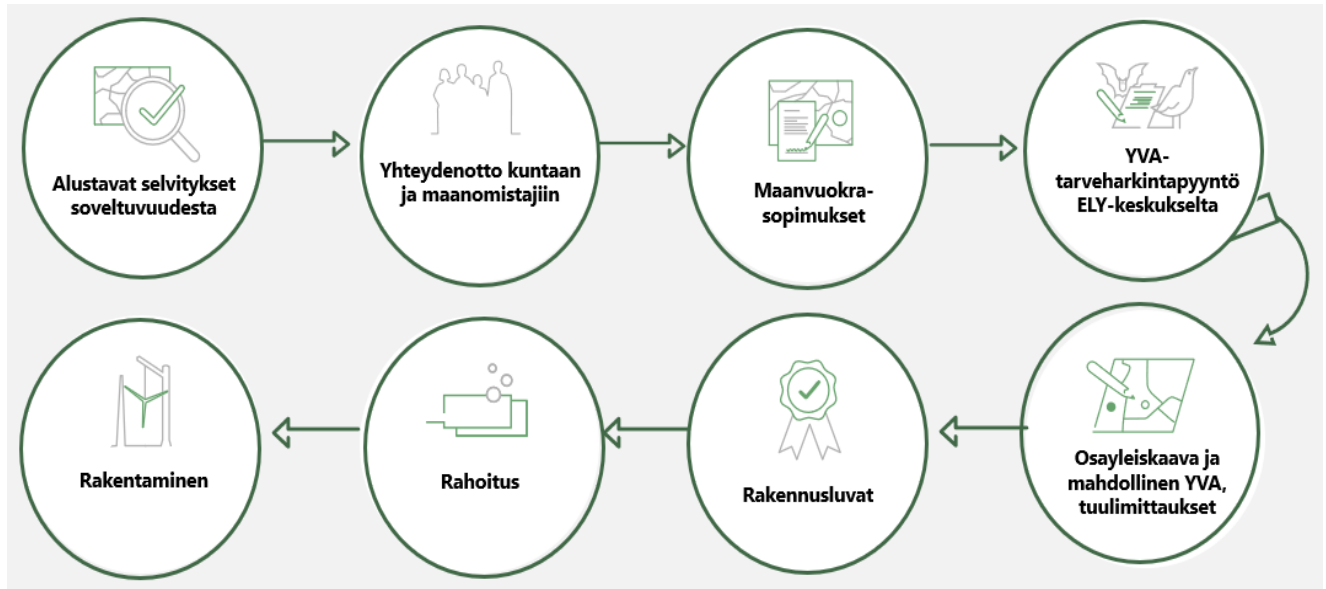 Alustavat selvitykset
soveltuvuudesta
Yhteydenotto kuntaan
ja maanomistajiin
Maanvuokra-
sopimukset
YVA-
tarveharkintapyyntö
ELY-keskukselta
Osayleiskaava ja
mahdollinen YVA,
tuulimittaukset
Rakennusluvat
Rahoitus
Rakentaminen